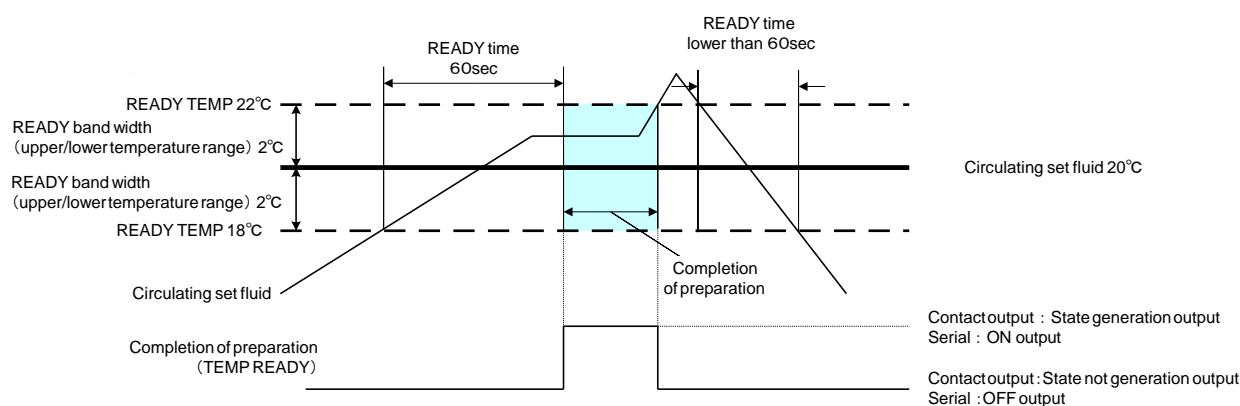 READY time
60sec
READY time
lower than 60sec
READY TEMP 22℃
READY band width
（upper/lower temperature range）2℃
Circulating set fluid 20℃
READY band width
（upper/lower temperature range）2℃
READY TEMP 18℃
Circulating set fluid
Completion
of preparation
Completion of preparation
（TEMP READY）
Contact output：State generation output
Serial：ON output
Contact output：State not generation output
Serial：OFF output